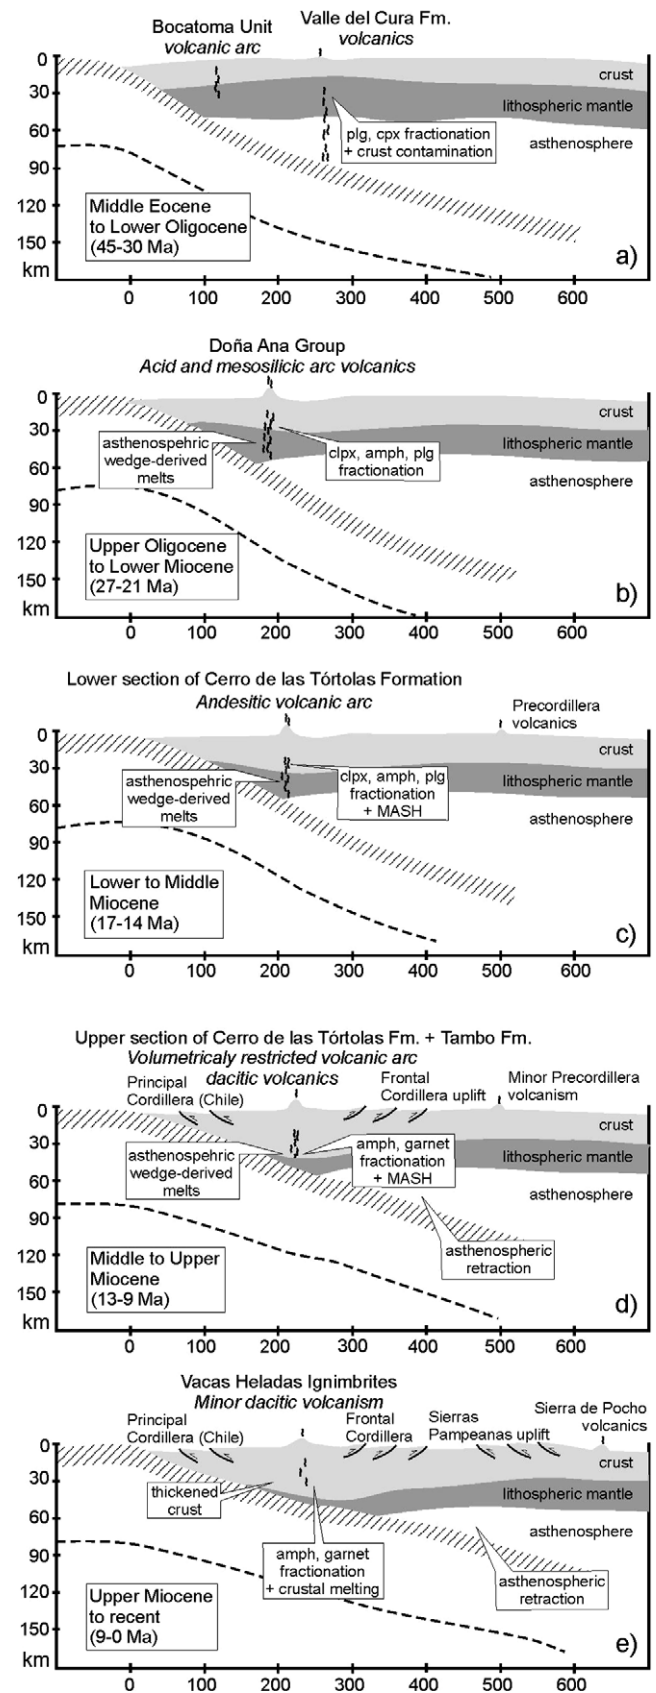 Bocatoma Unit
volcanic arc
Valle del Cura Fm.
volcanics
0
30
60
90
120
150
km
crust
lithospheric mantle
asthenosphere
plg, cpx fractionation
+ crust contamination
Middle Eocene
to Lower Oligocene
(45-30 Ma)
a)
0 100 200 300 400 500 600
Doña Ana Group
Acid and mesosilicic arc volcanics
0
30
60
90
120
150
km
crust
lithospheric mantle
asthenosphere
asthenospehric
wedge-derived
melts
clpx, amph, plg
fractionation
Upper Oligocene
to Lower Miocene
(27-21 Ma)
b)
0 100 200 300 400 500 600
Lower section of Cerro de las Tórtolas Formation
Andesitic volcanic arc
Precordillera
volcanics
0
30
60
90
120
150
km
crust
lithospheric mantle
asthenosphere
asthenospehric
wedge-derived
melts
clpx, amph, plg
fractionation
+ MASH
Lower to Middle
Miocene
(17-14 Ma)
c)
0 100 200 300 400 500 600
Upper section of Cerro de las Tórtolas Fm. + Tambo Fm.
Volumetricaly restricted volcanic arc
dacitic volcanics
Principal
Cordillera (Chile)
Frontal
Cordillera uplift
Minor Precordillera
volcanism
0
30
60
90
120
150
km
crust
lithospheric mantle
asthenosphere
asthenospehric
wedge-derived
melts
amph, garnet
fractionation
+ MASH
asthenospheric
retraction
Middle to Upper
Miocene
(13-9 Ma)
d)
0 100 200 300 400 500 600
Vacas Heladas Ignimbrites
Minor dacitic volcanism
Principal
Cordillera (Chile)
Frontal
Cordillera
Sierras
Pampeanas uplift
Sierra de Pocho
volcanics
0
30
60
90
120
150
km
crust
lithospheric mantle
asthenosphere
thickened
crust
amph, garnet
fractionation
+ crustal melting
asthenospheric
retraction
Upper Miocene
to recent
(9-0 Ma)
e)
0 100 200 300 400 500 600